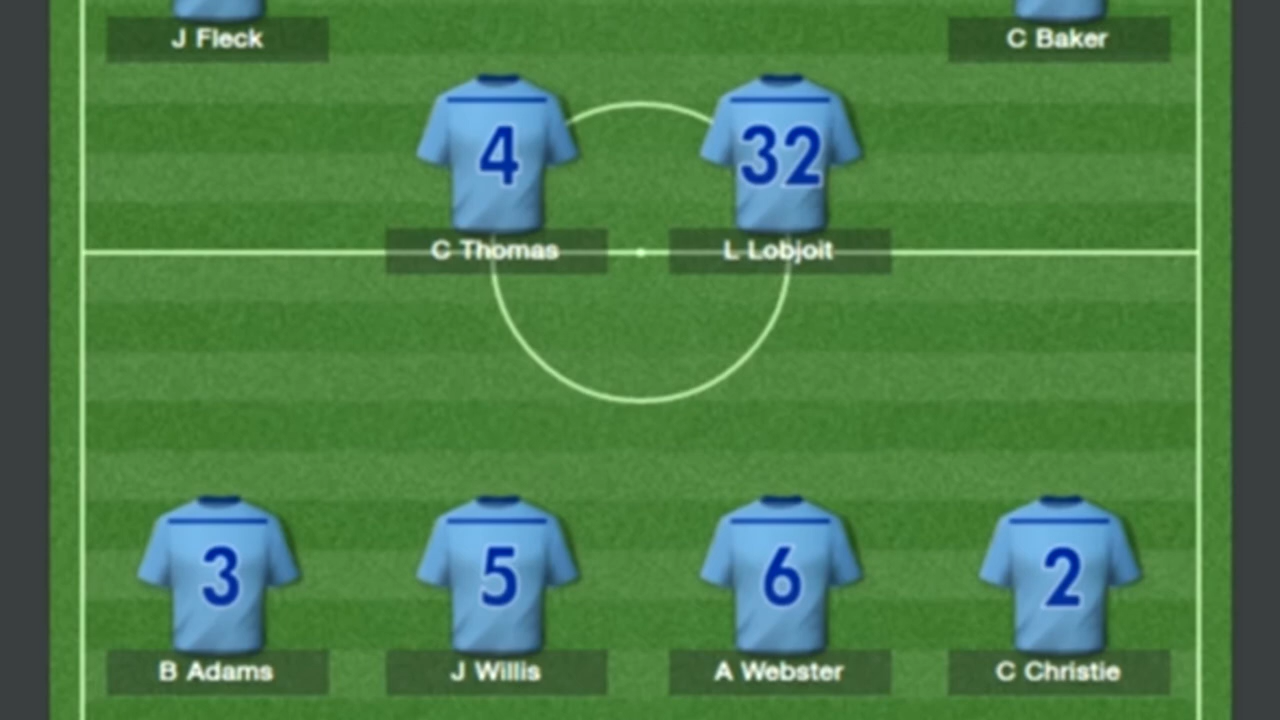 J Fleck
C Baker
4
32
C Thomas
L Lobjoit
3
5
6
2
B Adams
J Willis
A Webster
C Christie